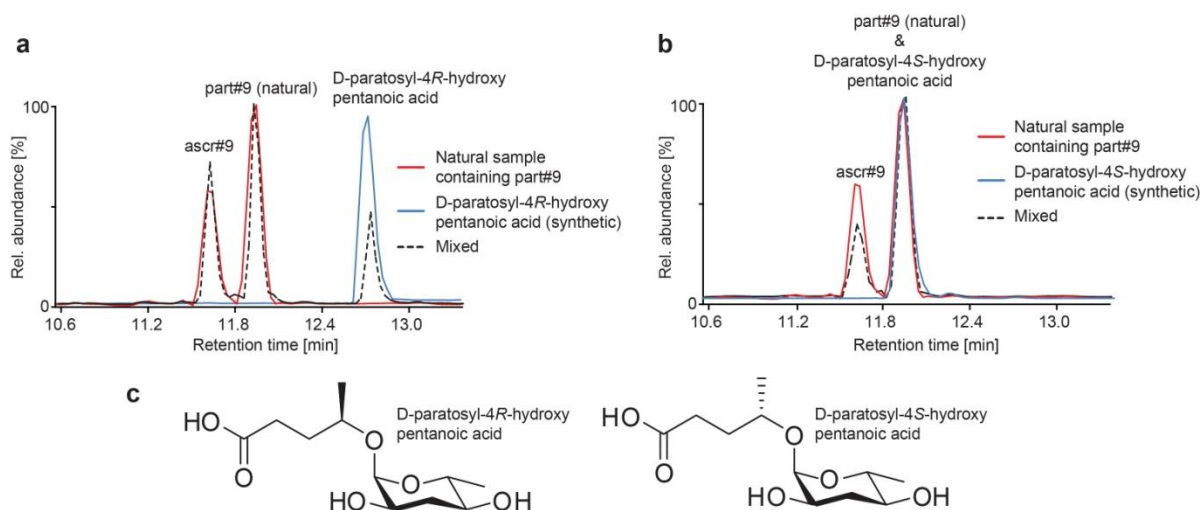 a
part#9 (natural)
D-paratosyl-4R-hydroxy
pentanoic acid
ascr#9
Natural sample
containing part#9
D-paratosyl-4R-hydroxy
pentanoic acid (synthetic)
Mixed
Rel. abundance [%]
100
0
10.6 11.2 11.8 12.4 13.0
Retention time [min]
b
part#9 (natural)
&
D-paratosyl-4S-hydroxy
pentanoic acid
ascr#9
Natural sample
containing part#9
D-paratosyl-4S-hydroxy
pentanoic acid (synthetic)
Mixed
Rel. abundance [%]
100
0
10.6 11.2 11.8 12.4 13.0
Retention time [min]
c
HO
O
O
O
HO
OH
D-paratosyl-4R-hydroxy
pentanoic acid
HO
O
O
O
HO
OH
D-paratosyl-4S-hydroxy
pentanoic acid